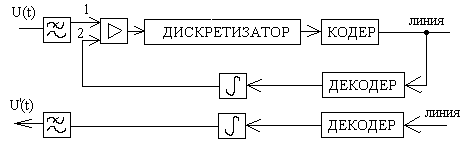 U(t)
1
2
ДИСКРЕТИЗАТОР
КОДЕР
линия
∫
ДЕКОДЕР
U'(t)
∫
ДЕКОДЕР
линия